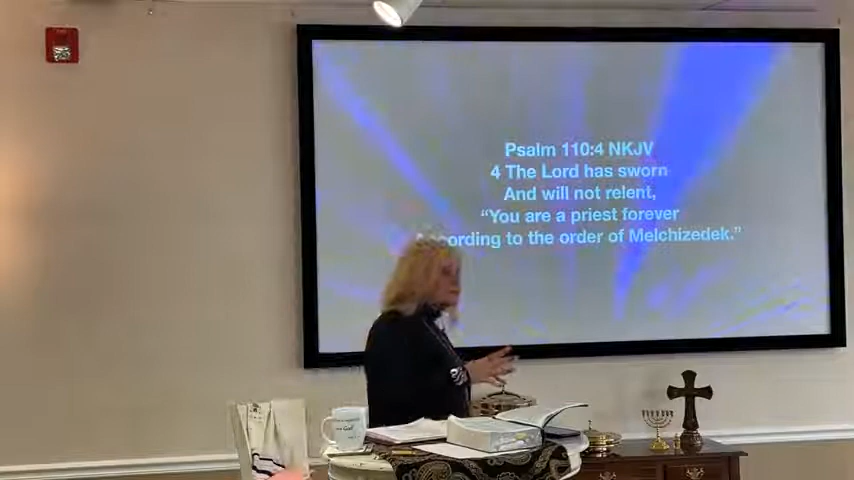 Psalm 110:4 NKJV
4 The Lord has sworn
And will not relent,
“You are a priest forever
According to the order of Melchizedek.”